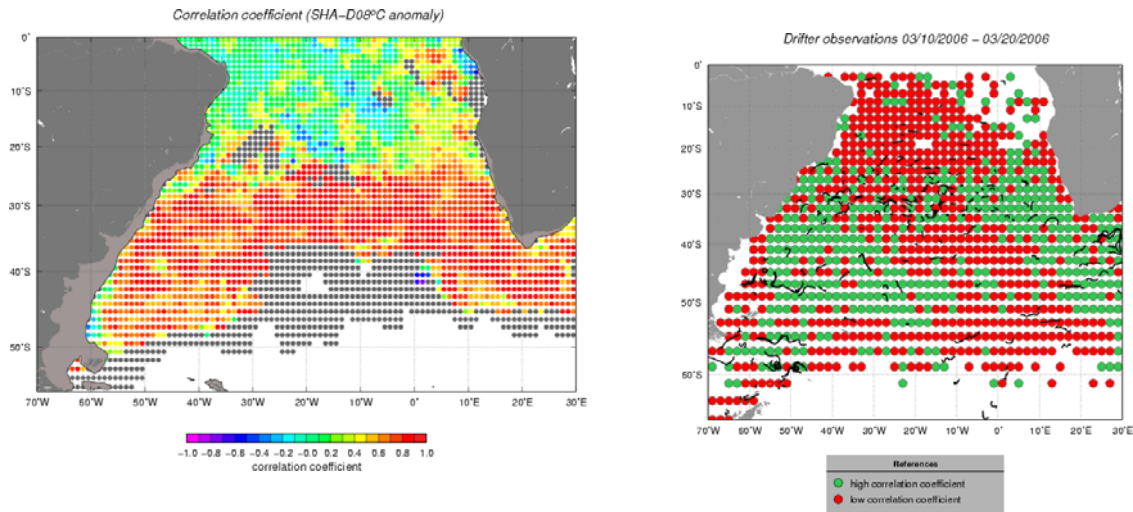 Correlation coefficient (SHA-D08ºC anomaly)
0˚
10˚S
20˚S
30˚S
40˚S
50˚S
70˚W
60˚W
50˚W
40˚W
30˚W
20˚W
10˚W
0˚
10˚E
20˚E
30˚E
-1.0 -0.8 -0.6 -0.4 -0.2 0.0 0.2 0.4 0.6 0.8 1.0
correlation coefficient
Drifter observations 03/10/2006 - 03/20/2006
0˚
10˚S
20˚S
30˚S
40˚S
50˚S
60˚S
70˚W
60˚W
50˚W
40˚W
30˚W
20˚W
10˚W
0˚
10˚E
20˚E
30˚E
References
high correlation coefficient
low correlation coefficient